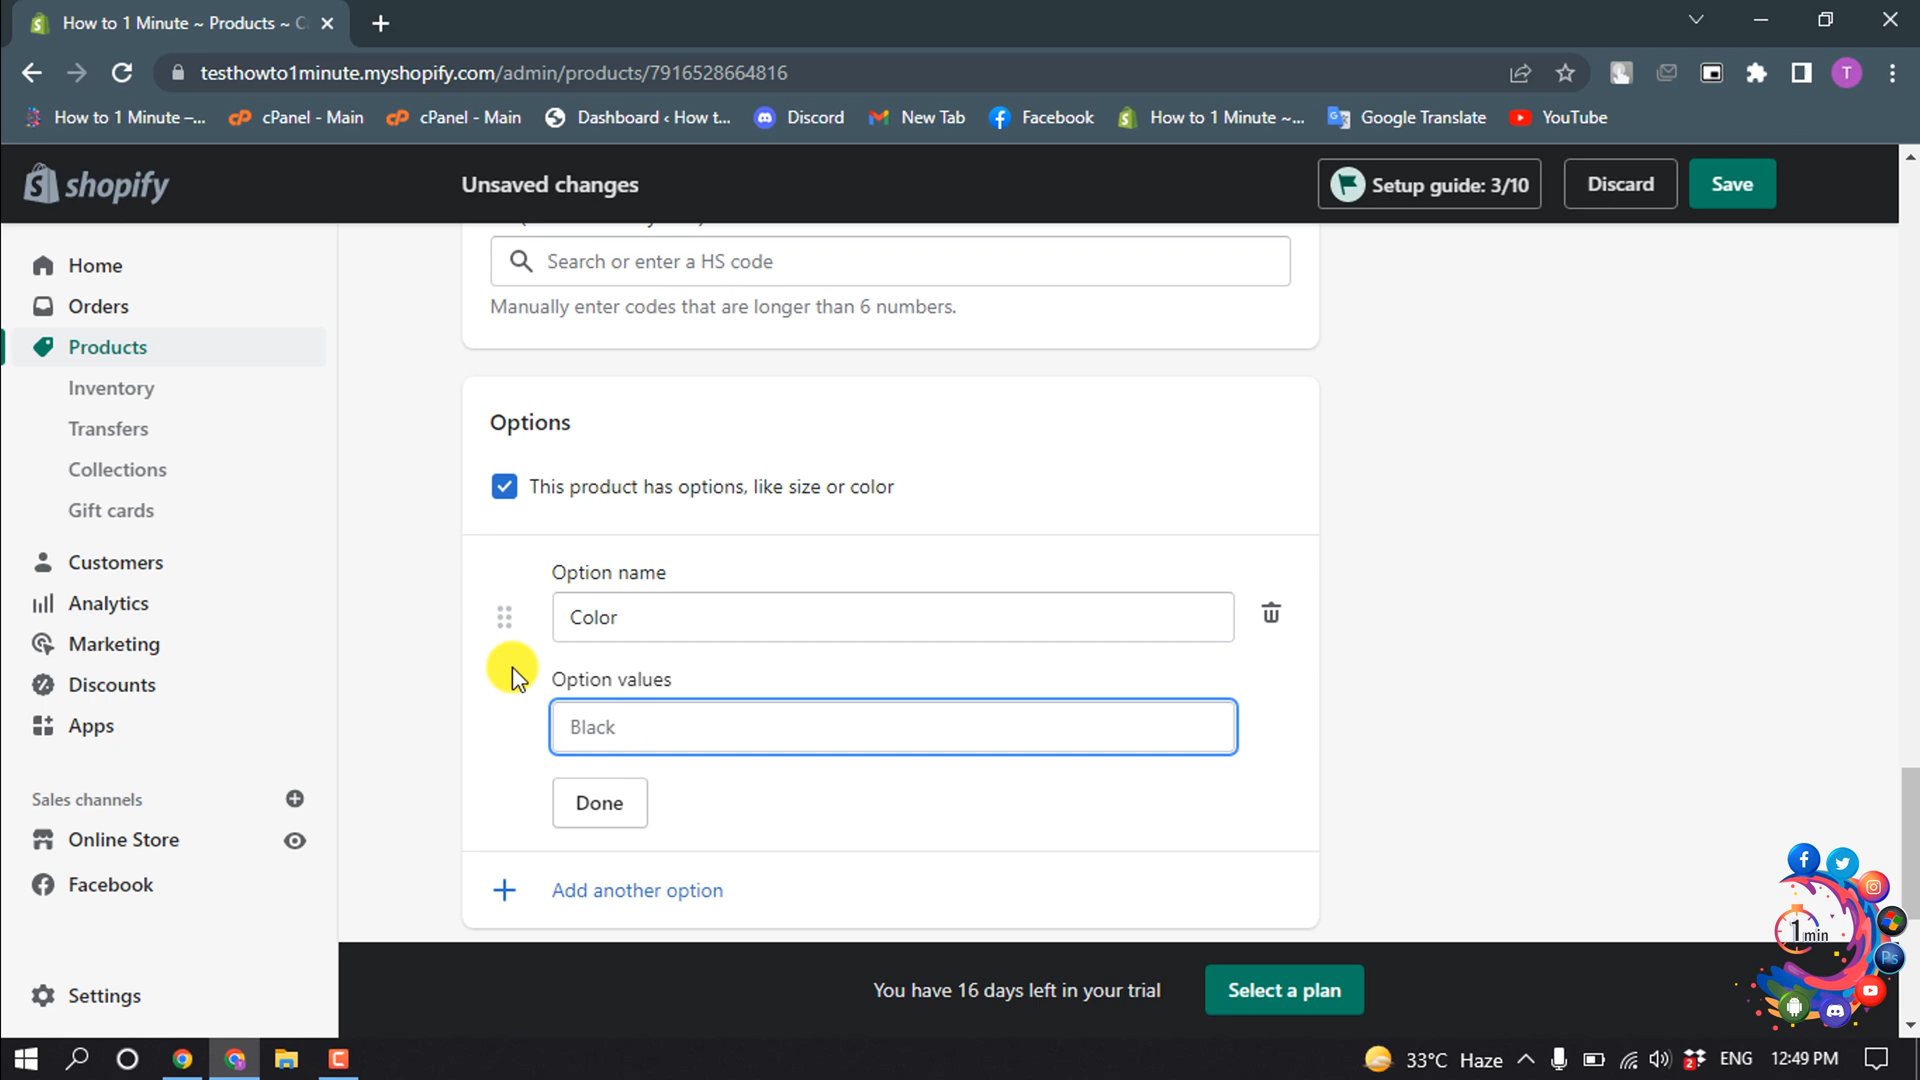 How to 1 Minute ~ Products ~ C
testhowto1minute.myshopify.com/admin/products/7916528664816
T
How to 1 Minute –...
cPanel - Main
cPanel - Main
Dashboard ‹ How t...
Discord
New Tab
Facebook
How to 1 Minute ~...
Google Translate
YouTube
shopify
Unsaved changes
Setup guide: 3/10
Discard
Save
Home
Orders
Products
Inventory
Transfers
Collections
Gift cards
Customers
Analytics
Marketing
Discounts
Apps
Sales channels
Online Store
Facebook
Settings
Search or enter a HS code
Manually enter codes that are longer than 6 numbers.
Options
This product has options, like size or color
Option name
Color
Option values
Black
Done
Add another option
You have 16 days left in your trial
Select a plan
1 min
Ps
33°C Haze
2
ENG
12:49 PM